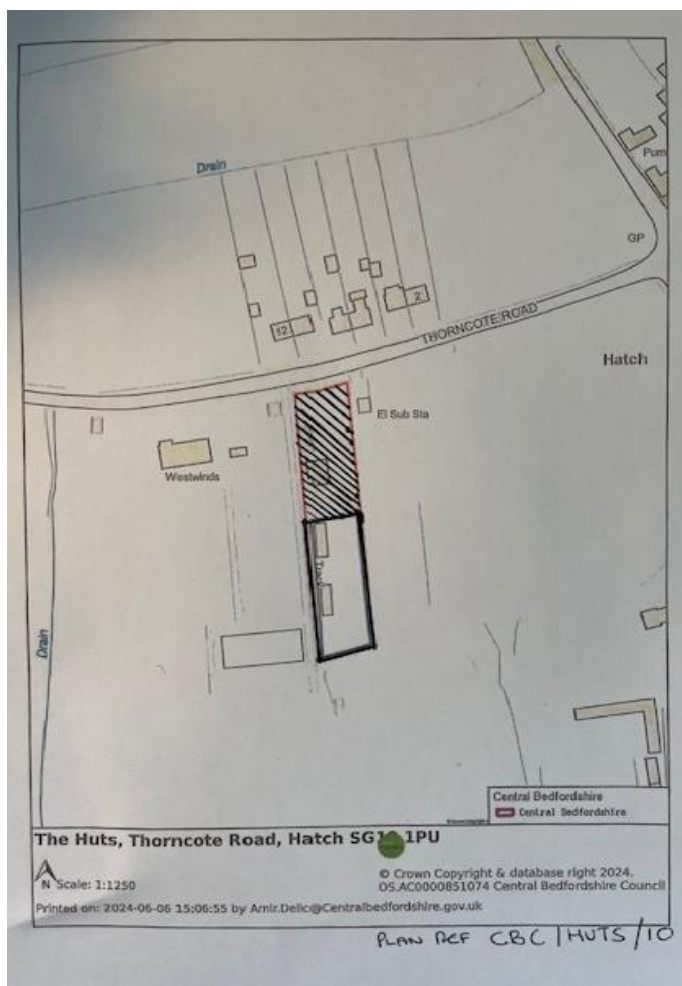 Drain
Pum
GP
12
2
THORNCOTE ROAD
Hatch
El Sub Sta
Westwinds
Track
Drain
Central Bedfordshire
Central Bedfordshire
The Huts, Thorncote Road, Hatch 1PU
N Scale: 1:1250
© Crown Copyright & database right 2024.
OS.AC0000851074 Central Bedfordshire Council
Printed on: 2024-06-06 15:06:55 by Amir.Delic@Centralbedfordshire.gov.uk
PLAN REF CBC/HUTS/10